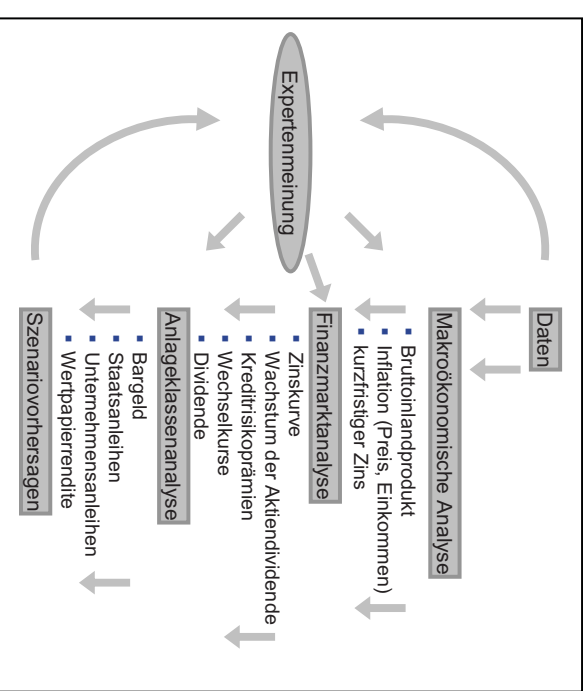 Daten
Makroökonomische Analyse
Bruttoinlandprodukt
Inflation (Preis, Einkommen)
kurzfristiger Zins
Expertenmeinung
Finanzmarktanalyse
Zinskurve
Wachstum der Aktiendividende
Kreditrisikoprämien
Wechselkurse
Dividende
Anlageklassenanalyse
Bargeld
Staatsanleihen
Unternehmensanleihen
Wertpapierrendite
Szenariovorhersagen